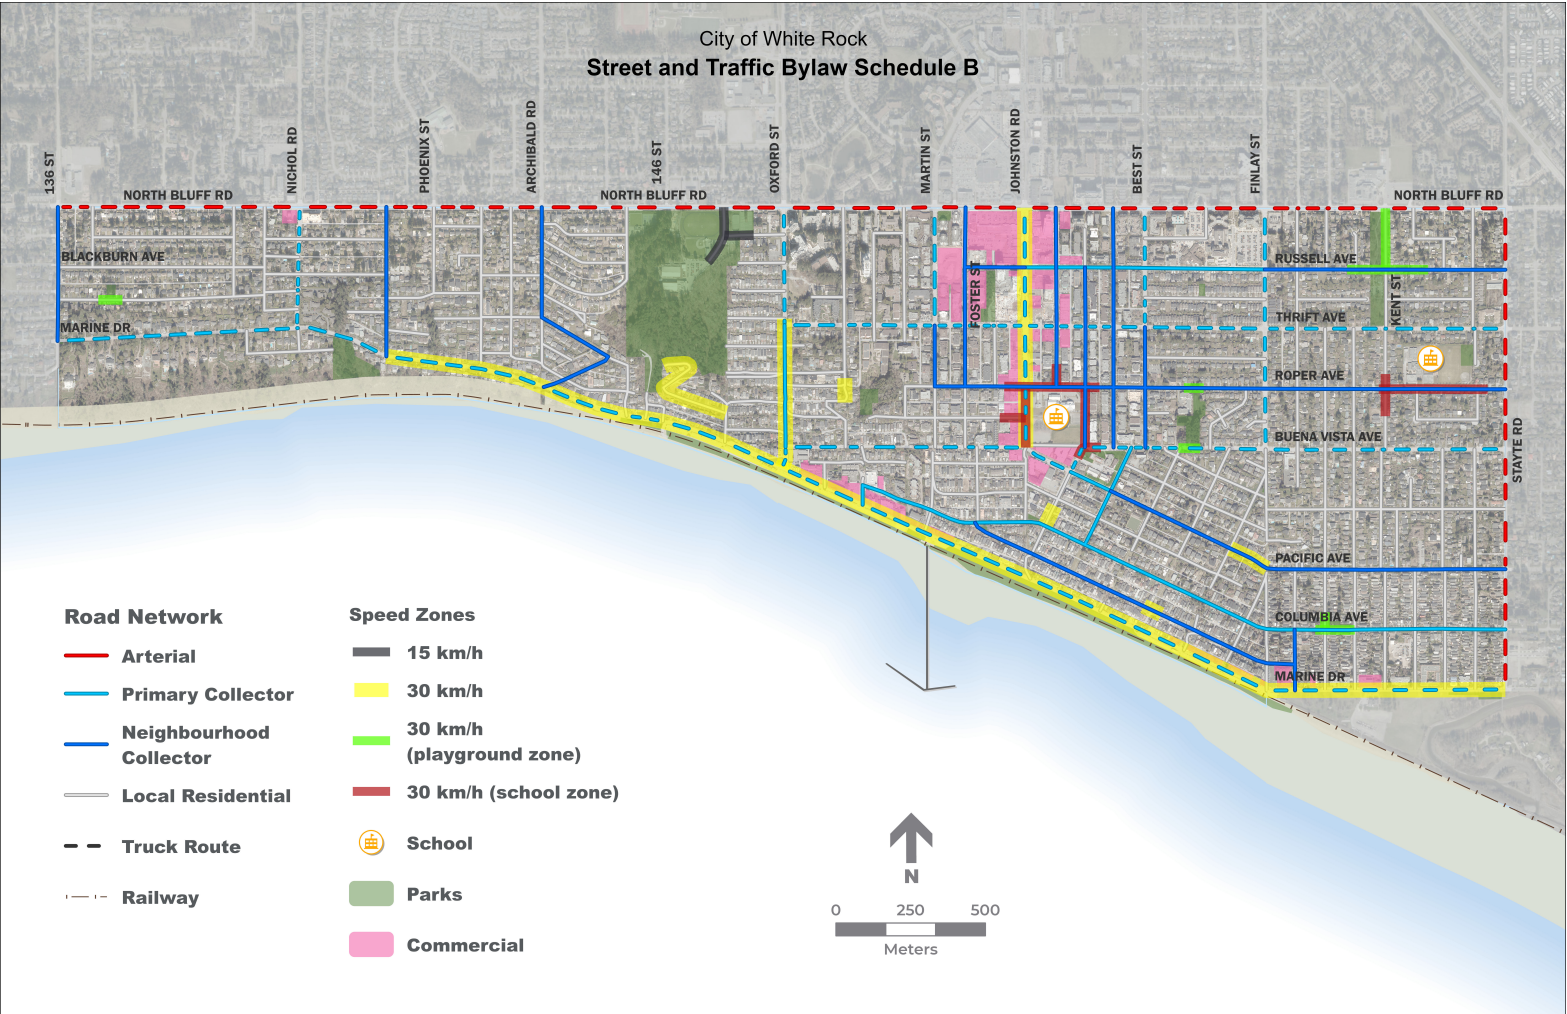 City of White Rock
Street and Traffic Bylaw Schedule B
136 ST
NICHOL RD
PHOENIX ST
ARCHIBALD RD
146 ST
OXFORD ST
MARTIN ST
JOHNSTON RD
BEST ST
FINLAY ST
NORTH BLUFF RD
NORTH BLUFF RD
NORTH BLUFF RD
BLACKBURN AVE
RUSSELL AVE
FOSTER ST
KENT ST
MARINE DR
THRIFT AVE
ROPER AVE
BUENA VISTA AVE
STAYTE RD
PACIFIC AVE
COLUMBIA AVE
MARINE DR
Road Network
Arterial
Primary Collector
Neighbourhood
Collector
Local Residential
Truck Route
Railway
Speed Zones
15 km/h
30 km/h
30 km/h
(playground zone)
30 km/h (school zone)
School
Parks
Commercial
N
0 250 500
Meters